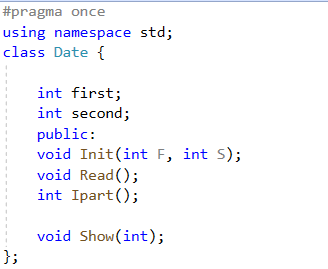 #pragma once
using namespace std;
class Date {
int first;
int second;
public:
void Init(int F, int S);
void Read();
int Ipart();
void Show(int);
};